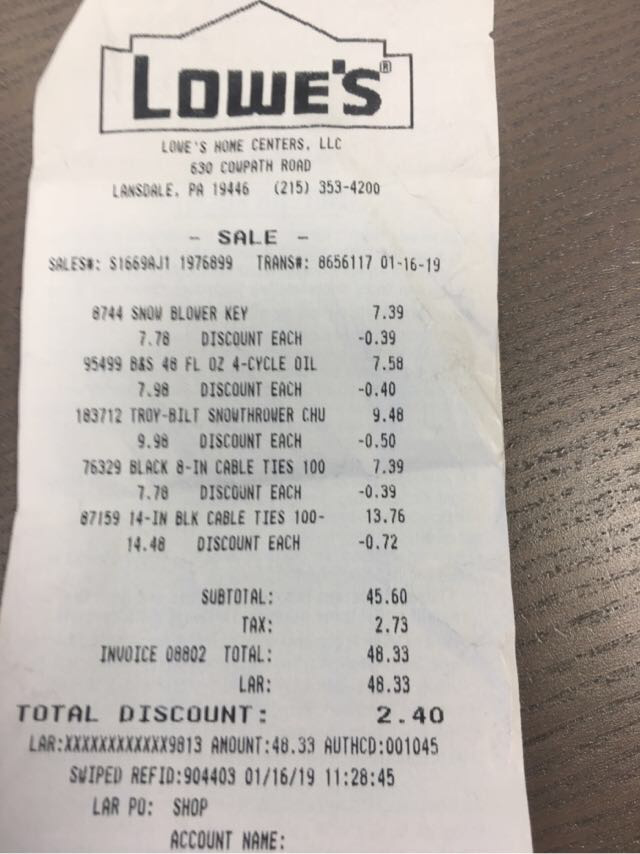 LOWE'S®
LOWE'S HOME CENTERS, LLC
630 COWPATH ROAD
LANSDALE, PA 19446 (215) 353-4200
- SALE -
SALES#: S1669AJ1 1976899 TRANS#: 8656117 01-16-19
8744 SNOW BLOWER KEY 7.39
7.78 DISCOUNT EACH -0.39
95499 B&S 48 FL OZ 4-CYCLE OIL 7.58
7.98 DISCOUNT EACH -0.40
183712 TROY-BILT SNOWTHROWER CHU 9.48
9.98 DISCOUNT EACH -0.50
76329 BLACK 8-IN CABLE TIES 100 7.39
7.78 DISCOUNT EACH -0.39
87159 14-IN BLK CABLE TIES 100- 13.76
14.48 DISCOUNT EACH -0.72
SUBTOTAL: 45.60
TAX: 2.73
INVOICE 08802 TOTAL: 48.33
LAR: 48.33
TOTAL DISCOUNT: 2.40
LAR:XXXXXXXXXXXX9813 AMOUNT:48.33 AUTHCD:001045
SWIPED REFID:904403 01/16/19 11:28:45
LAR PO: SHOP
ACCOUNT NAME: